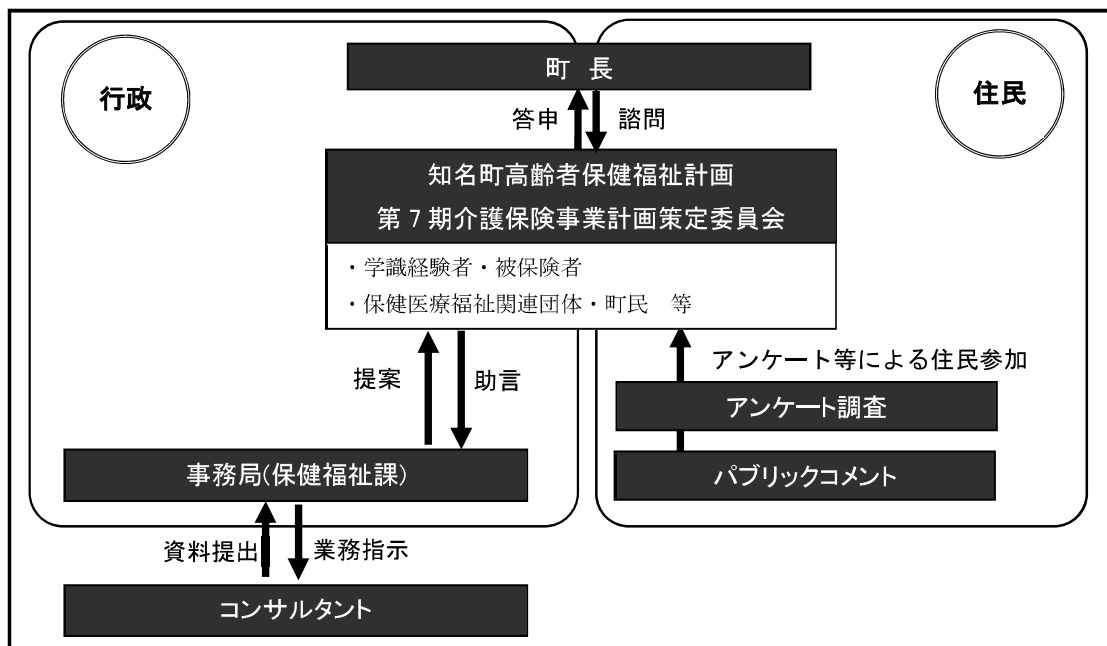 行政
住民
町 長
答申
諮問
知名町高齢者保健福祉計画
第7期介護保険事業計画策定委員会
・学識経験者・被保険者
・保健医療福祉関連団体・町民　等
提案
助言
アンケート等による住民参加
アンケート調査
パブリックコメント
事務局(保健福祉課)
資料提出
業務指示
コンサルタント